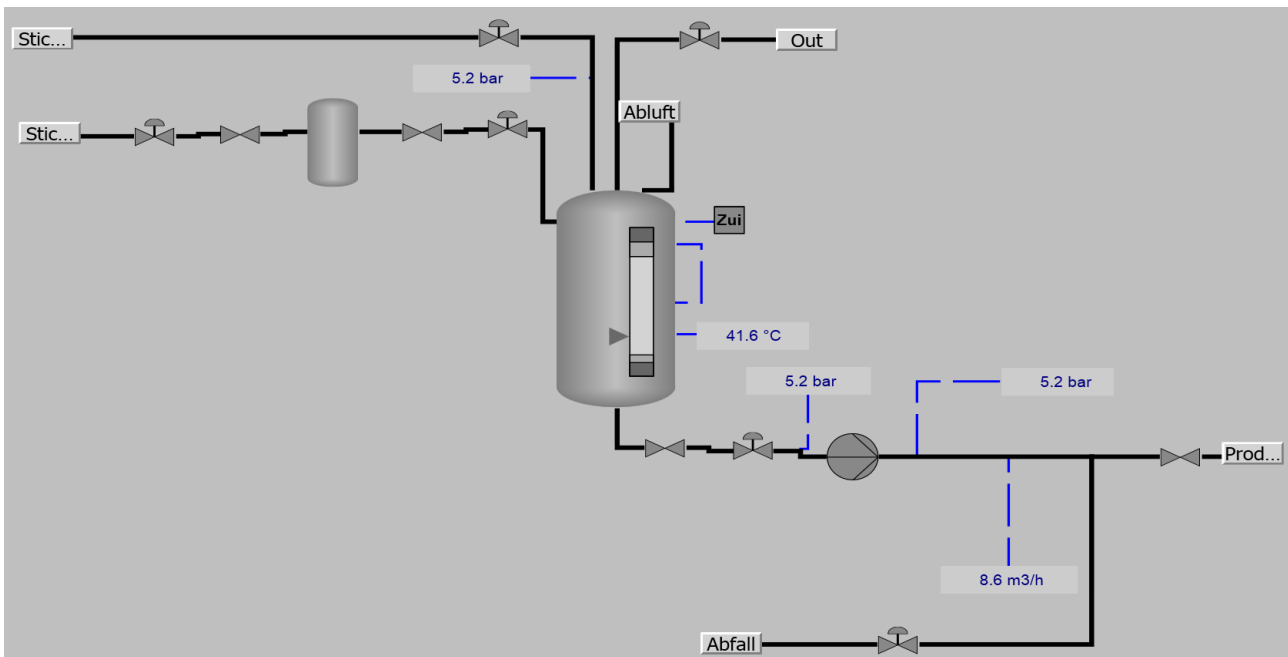 Stic...
Out
5.2 bar
Abluft
Stic...
Zui
41.6 °C
5.2 bar
5.2 bar
Prod...
8.6 m3/h
Abfall